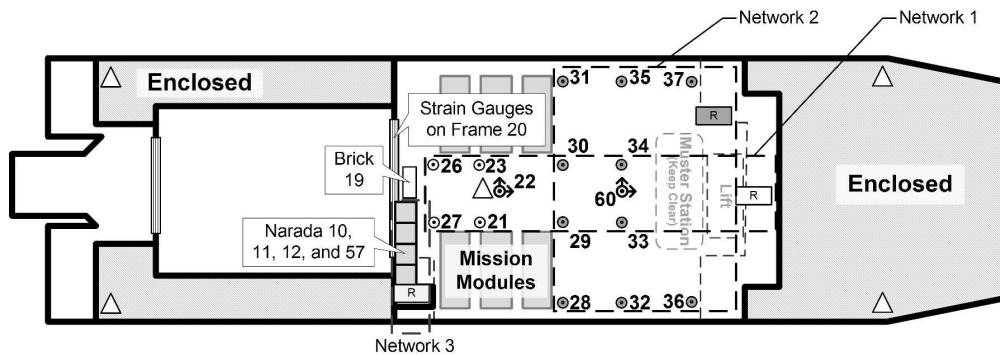 Network 2
Network 1
Enclosed
31
35
37
Strain Gauges
on Frame 20
R
Brick
19
26
23
30
34
22
60
Muster Station
(Keep Clear)
Lift
R
Enclosed
27
21
29
33
Narada 10,
11, 12, and 57
Mission
Modules
R
28
32
36
Network 3